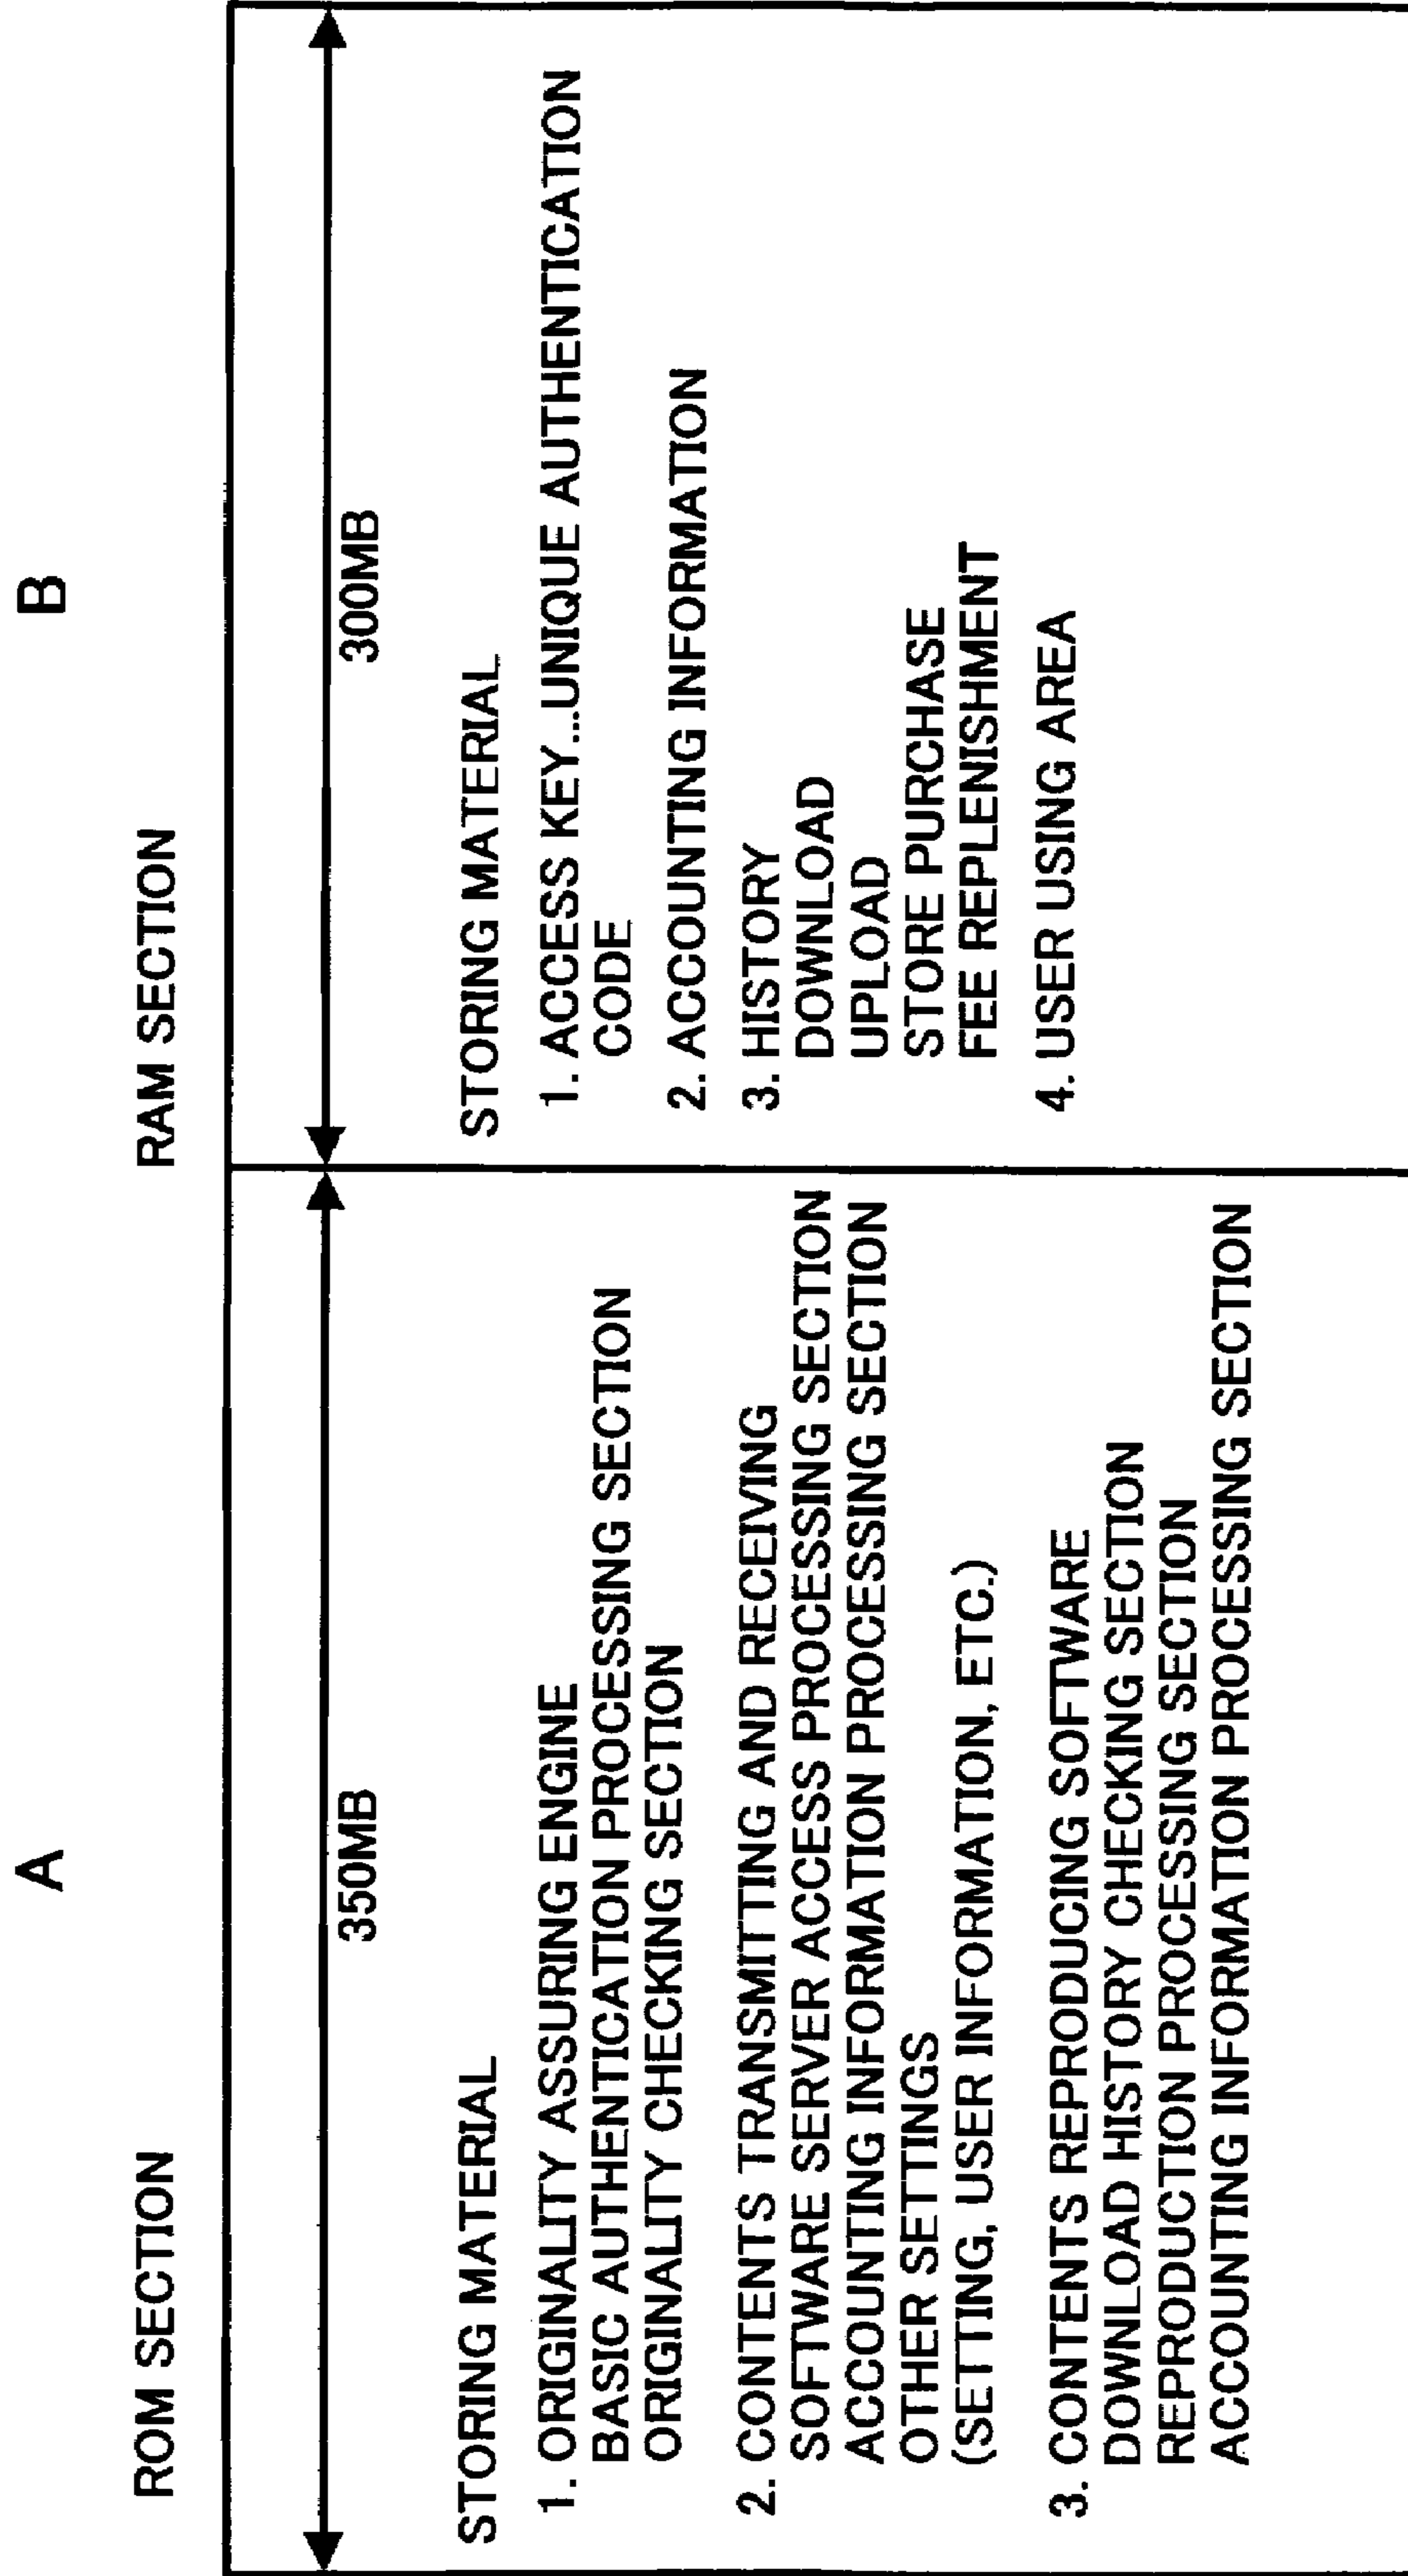 A
B
ROM SECTION
RAM SECTION
350MB
300MB
STORING MATERIAL
1. ORIGINALITY ASSURING ENGINE
BASIC AUTHENTICATION PROCESSING SECTION
ORIGINALITY CHECKING SECTION
2. CONTENTS TRANSMITTING AND RECEIVING
SOFTWARE SERVER ACCESS PROCESSING SECTION
ACCOUNTING INFORMATION PROCESSING SECTION
OTHER SETTINGS
(SETTING, USER INFORMATION, ETC.)
3. CONTENTS REPRODUCING SOFTWARE
DOWNLOAD HISTORY CHECKING SECTION
REPRODUCTION PROCESSING SECTION
ACCOUNTING INFORMATION PROCESSING SECTION
STORING MATERIAL
1. ACCESS KEY...UNIQUE AUTHENTICATION
CODE
2. ACCOUNTING INFORMATION
3. HISTORY
DOWNLOAD
UPLOAD
STORE PURCHASE
FEE REPLENISHMENT
4. USER USING AREA